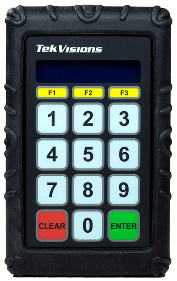 TekVisions
F1 F2 F3
1 2 3
4 5 6
7 8 9
CLEAR 0 ENTER